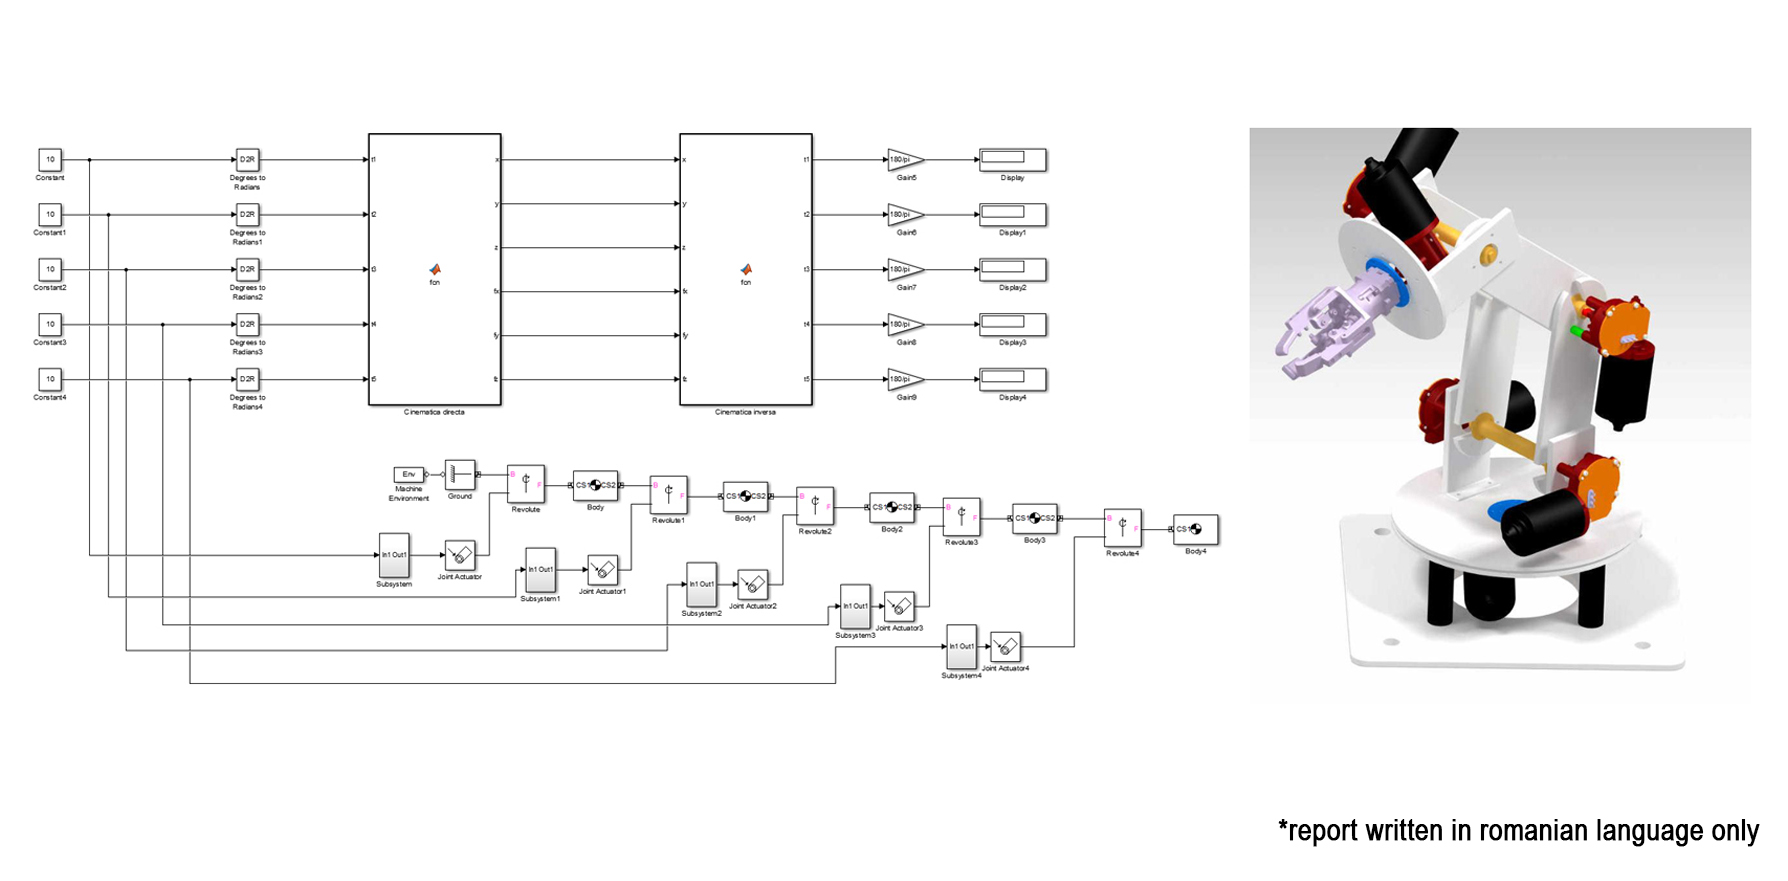 10
Constant
D2R
Degrees to
Radians
t1
x
x
t1
180/pi
Gain5
Display
10
Constant1
D2R
Degrees to
Radians1
t2
y
y
t2
180/pi
Gain6
Display1
10
Constant2
D2R
Degrees to
Radians2
t3
z
z
t3
180/pi
Gain7
Display2
fcn
fcn
10
Constant3
D2R
Degrees to
Radians3
t4
fx
fx
t4
180/pi
Gain8
Display3
fy
fy
10
Constant4
D2R
Degrees to
Radians4
t5
fz
fz
t5
180/pi
Gain9
Display4
Cinematica directa
Cinematica inversa
Env
Machine
Environment
Ground
B
F
Revolute
CS1 CS2
Body
B
F
Revolute1
CS1 CS2
Body1
B
F
Revolute2
CS1 CS2
Body2
B
F
Revolute3
CS1 CS2
Body3
B
F
Revolute4
CS1
Body4
In1 Out1
Subsystem
Joint Actuator
In1 Out1
Subsystem1
Joint Actuator1
In1 Out1
Subsystem2
Joint Actuator2
In1 Out1
Subsystem3
Joint Actuator3
In1 Out1
Subsystem4
Joint Actuator4
*report written in romanian language only